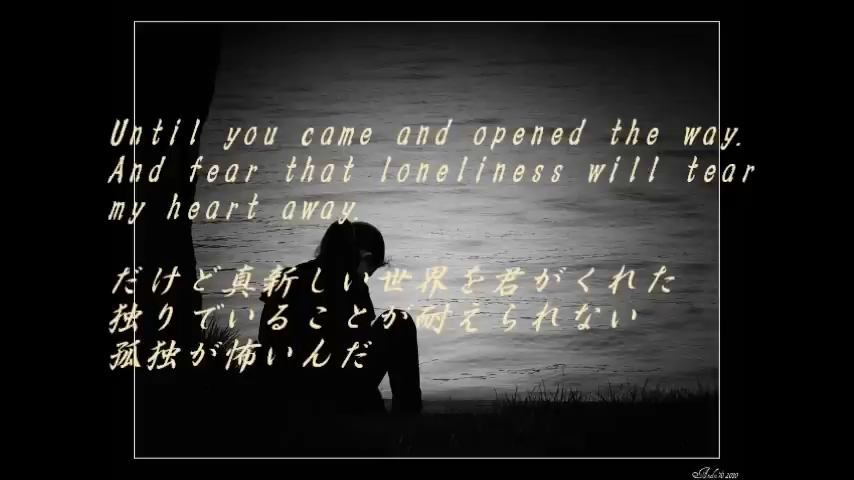 Until you came and opened the way.
And fear that loneliness will tear
my heart away.
だけど真新しい世界を君がくれた
独りでいることが耐えられない
孤独が怖いんだ